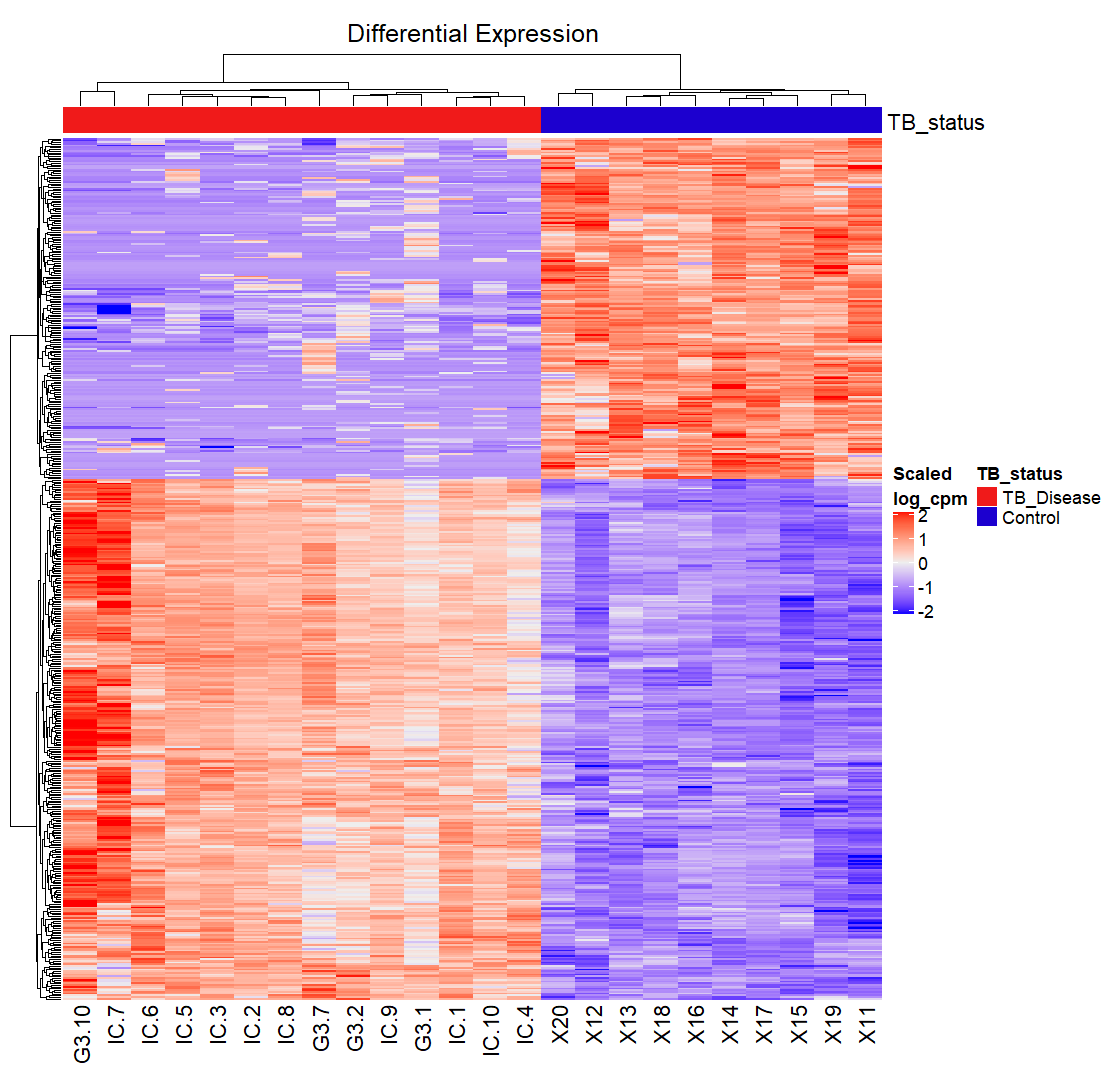 Differential Expression
TB_status
Scaled
log_cpm
2
1
0
-1
-2
TB_status
TB_Disease
Control
G3.10
IC.7
IC.6
IC.5
IC.3
IC.2
IC.8
G3.7
G3.2
IC.9
G3.1
IC.1
IC.10
IC.4
X20
X12
X13
X18
X16
X14
X17
X15
X19
X11